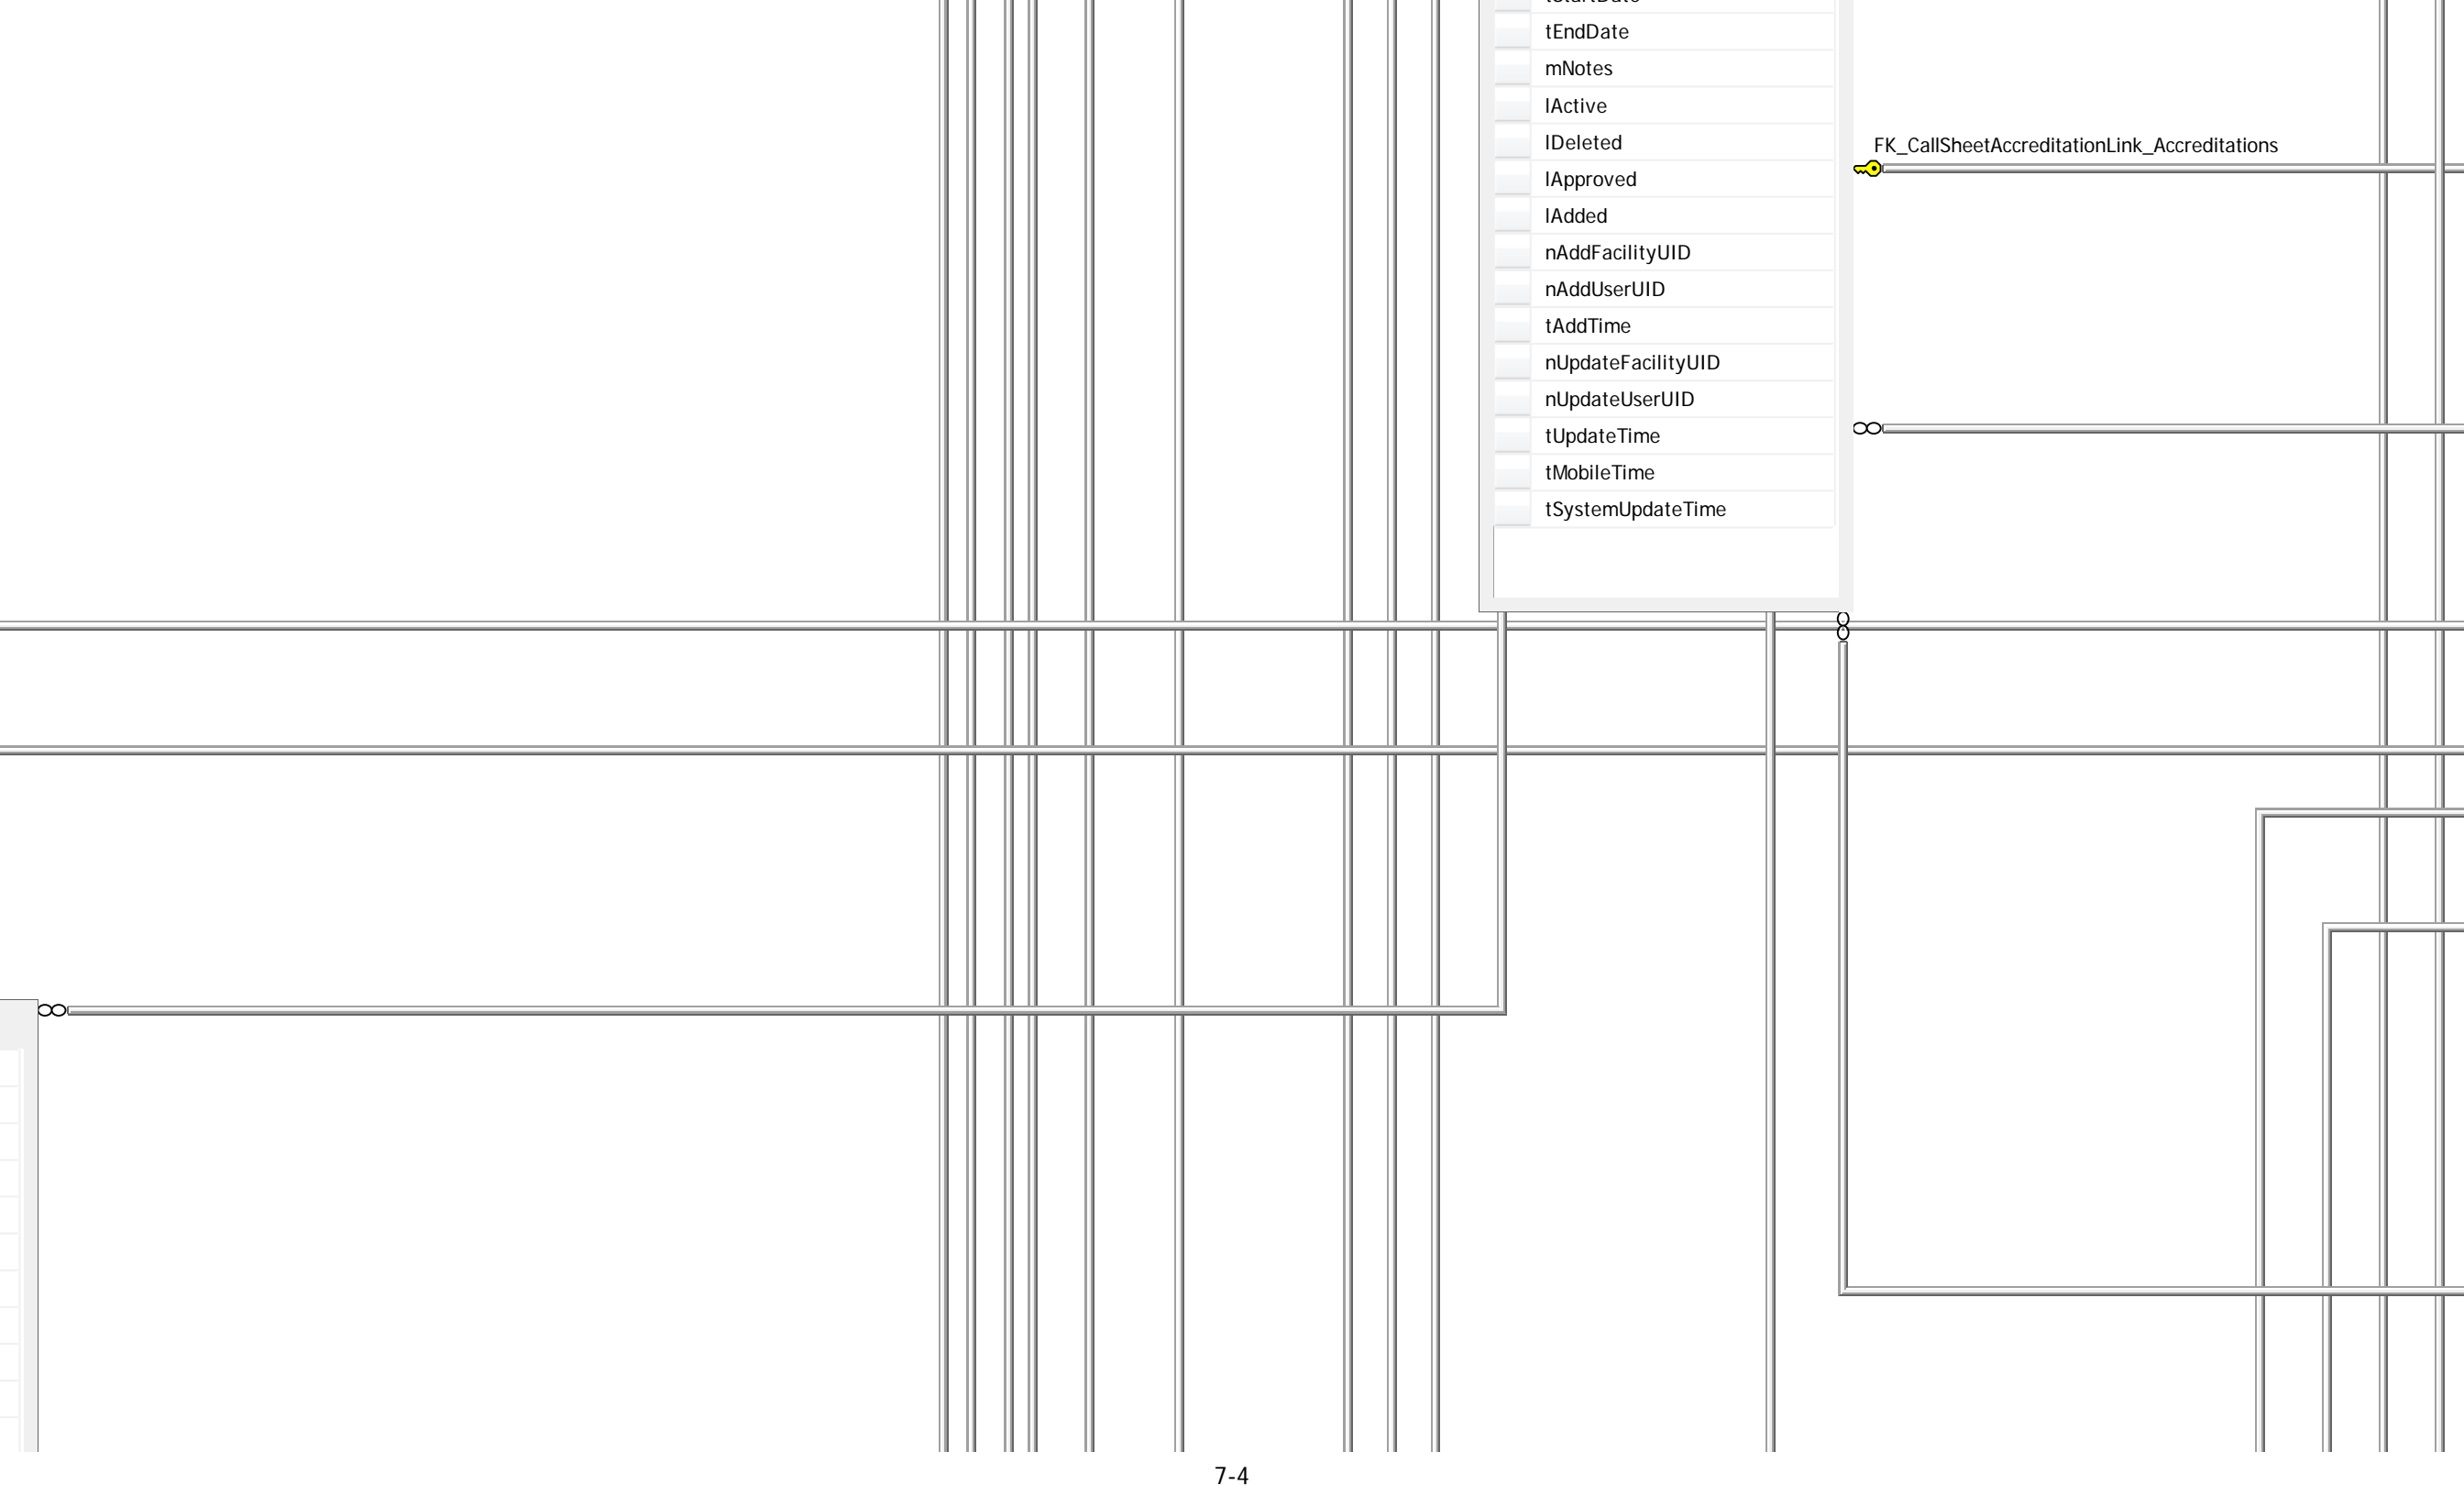 tEndDate
mNotes
lActive
lDeleted
lApproved
lAdded
nAddFacilityUID
nAddUserUID
tAddTime
nUpdateFacilityUID
nUpdateUserUID
tUpdateTime
tMobileTime
tSystemUpdateTime
FK_CallSheetAccreditationLink_Accreditations
7-4